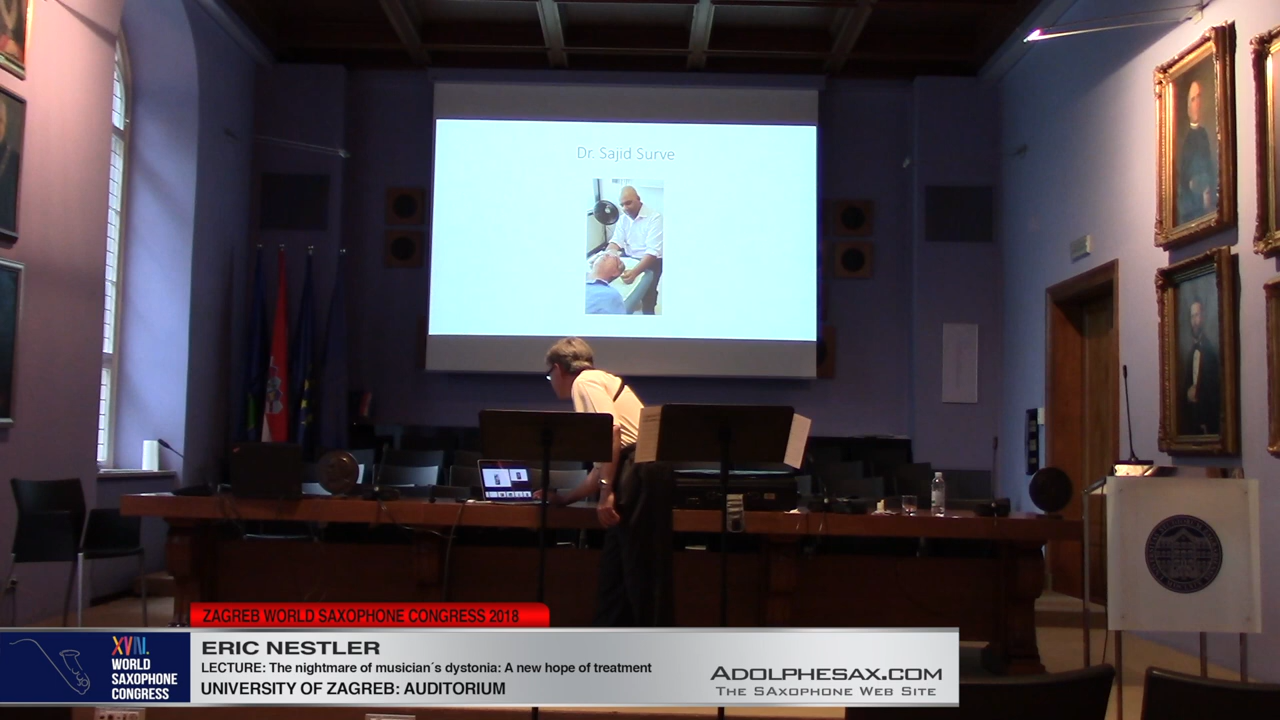 Dr. Sajid Surve
ZAGREB WORLD SAXOPHONE CONGRESS 2018
XVIII.
WORLD
SAXOPHONE
CONGRESS
ERIC NESTLER
LECTURE: The nightmare of musician´s dystonia: A new hope of treatment
UNIVERSITY OF ZAGREB: AUDITORIUM
ADOLPHESAX.COM
THE SAXOPHONE WEB SITE